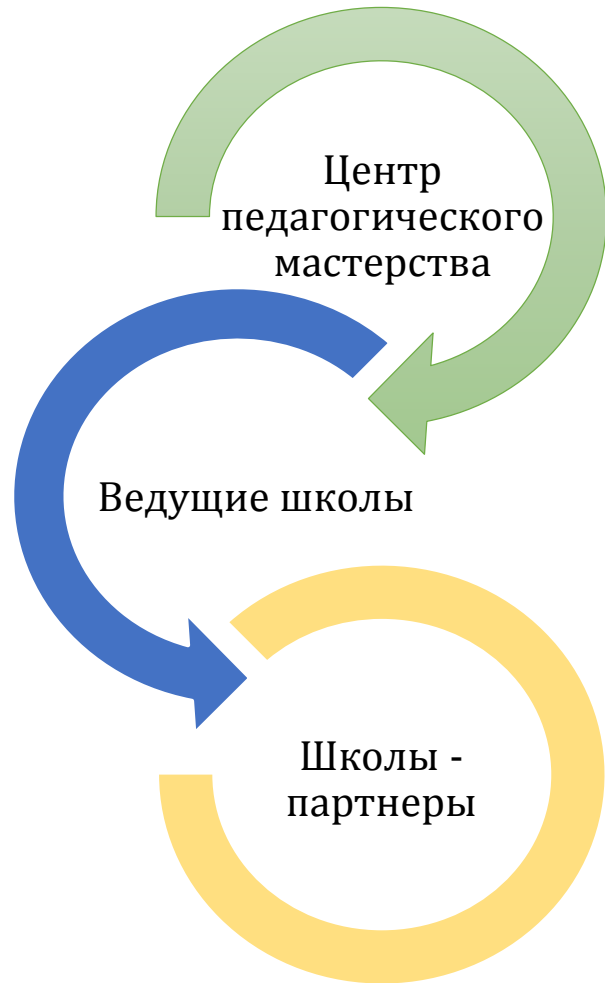 Центр
педагогического
мастерства
Ведущие школы
Школы -
партнеры